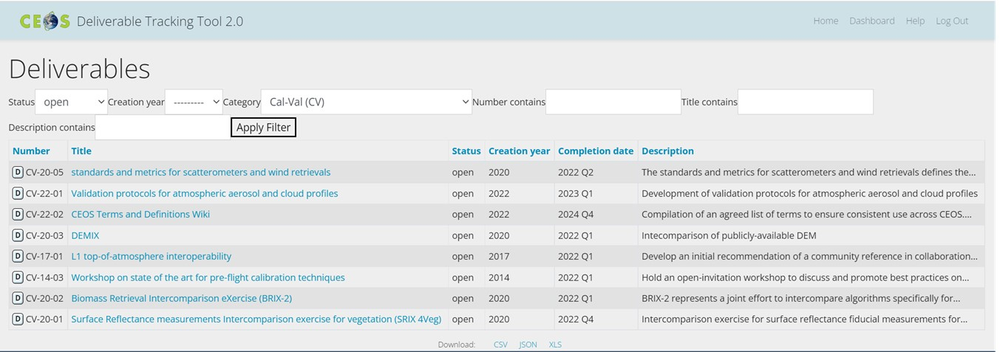 CEOS Deliverable Tracking Tool 2.0 Home Dashboard Help Log Out
Deliverables
Status open Creation year --------- Category Cal-Val (CV) Number contains Title contains
Description contains Apply Filter
Number Title Status Creation year Completion date Description
D CV-20-05 standards and metrics for scatterometers and wind retrievals open 2020 2022 Q2 The standards and metrics for scatterometers and wind retrievals defines the...
D CV-22-01 Validation protocols for atmospheric aerosol and cloud profiles open 2022 2023 Q1 Development of validation protocols for atmospheric aerosol and cloud profiles
D CV-22-02 CEOS Terms and Definitions Wiki open 2022 2024 Q4 Compilation of an agreed list of terms to ensure consistent use across CEOS....
D CV-20-03 DEMIX open 2020 2022 Q1 Intecomparison of publicly-available DEM
D CV-17-01 L1 top-of-atmosphere interoperability open 2017 2022 Q1 Develop an initial recommendation of a community reference in collaboration...
D CV-14-03 Workshop on state of the art for pre-flight calibration techniques open 2014 2022 Q1 Hold an open-invitation workshop to discuss and promote best practices on...
D CV-20-02 Biomass Retrieval Intercomparison eXercise (BRIX-2) open 2020 2022 Q1 BRIX-2 represents a joint effort to intercompare algorithms specifically for...
D CV-20-01 Surface Reflectance measurements Intercomparison exercise for vegetation (SRIX 4Veg) open 2020 2022 Q4 Intercomparison exercise for surface reflectance fiducial measurements for...
Download: CSV JSON XLS